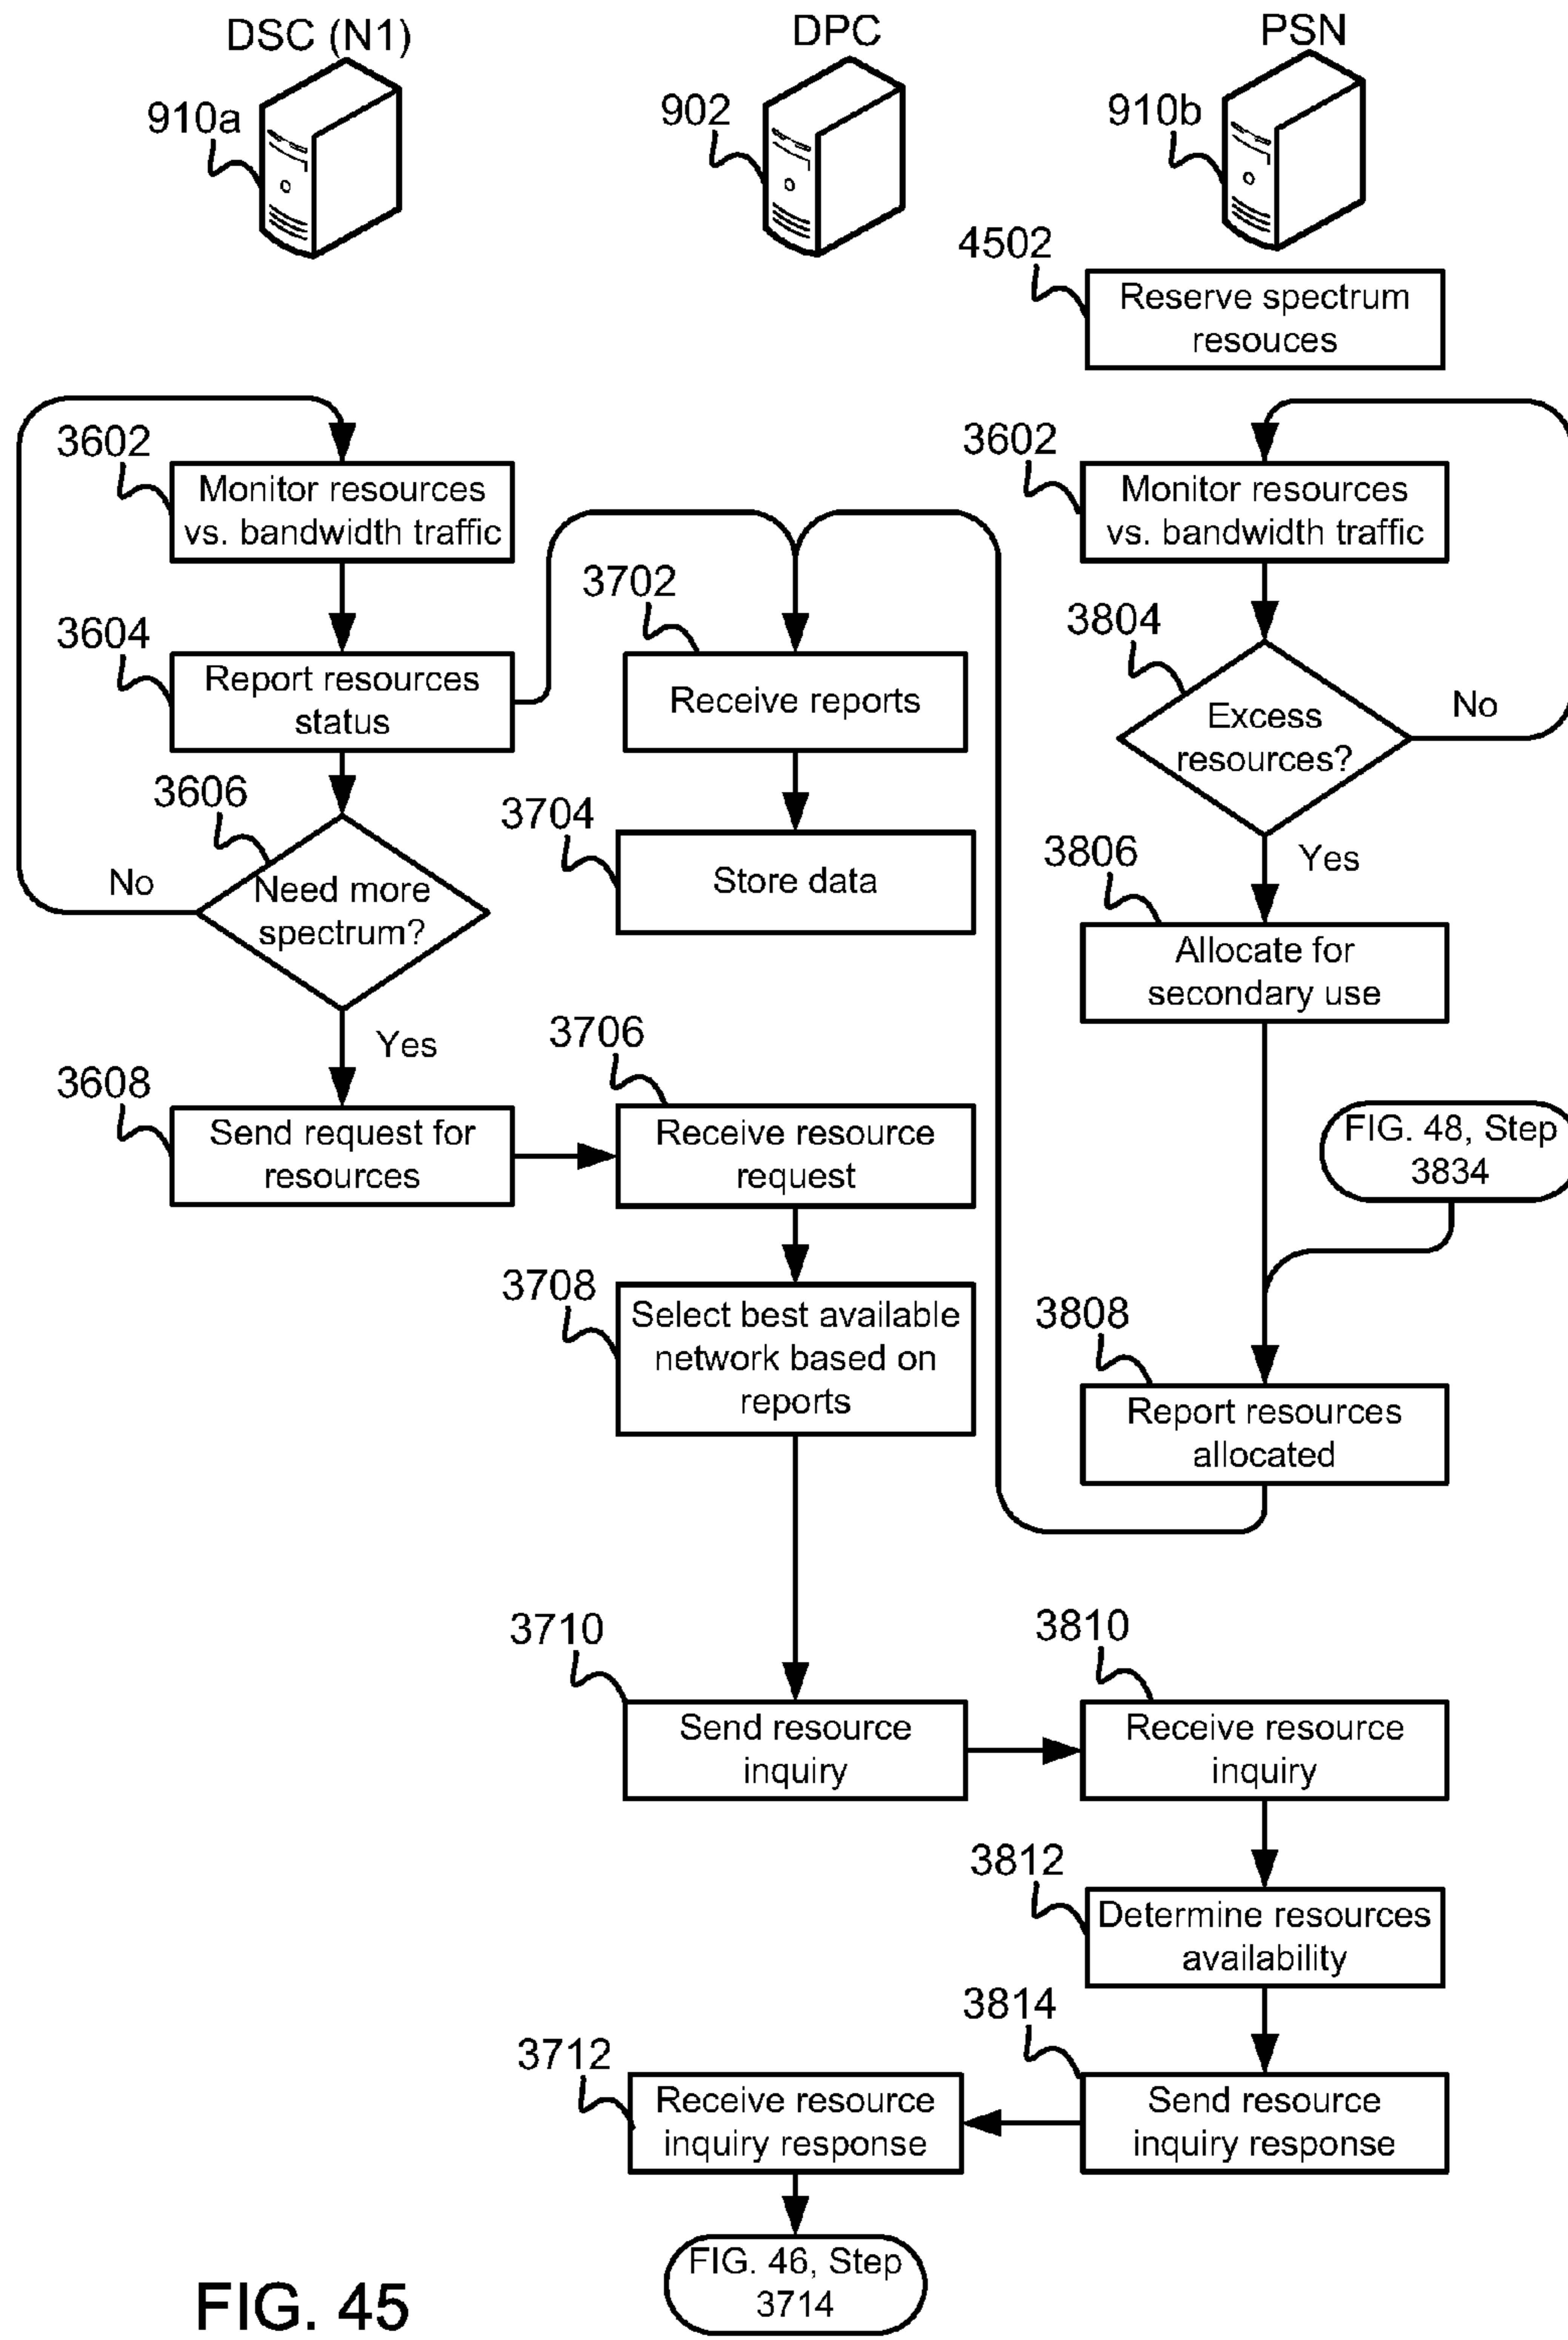 DSC (N1)
DPC
PSN
910a
902
910b
4502
Reserve spectrum
resouces
3602
Monitor resources
vs. bandwidth traffic
3602
Monitor resources
vs. bandwidth traffic
3702
3604
Report resources
status
Receive reports
3804
Excess
resources?
No
Yes
3606
Need more
spectrum?
No
Yes
3704
Store data
3806
Allocate for
secondary use
3608
Send request for
resources
3706
Receive resource
request
FIG. 48, Step
3834
3708
Select best available
network based on
reports
3808
Report resources
allocated
3710
Send resource
inquiry
3810
Receive resource
inquiry
3812
Determine resources
availability
3814
Send resource
inquiry response
3712
Receive resource
inquiry response
FIG. 46, Step
3714
FIG. 45